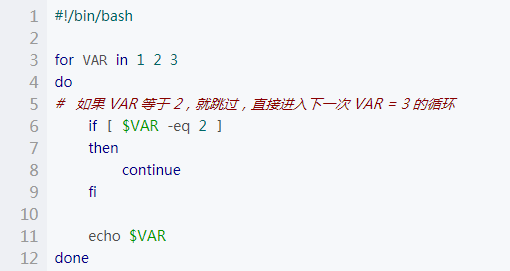 1 #!/bin/bash
2
3 for VAR in 1 2 3
4 do
5 #  如果 VAR 等于 2，就跳过，直接进入下一次 VAR = 3 的循环
6     if [ $VAR -eq 2 ]
7     then
8         continue
9     fi
10
11     echo $VAR
12 done